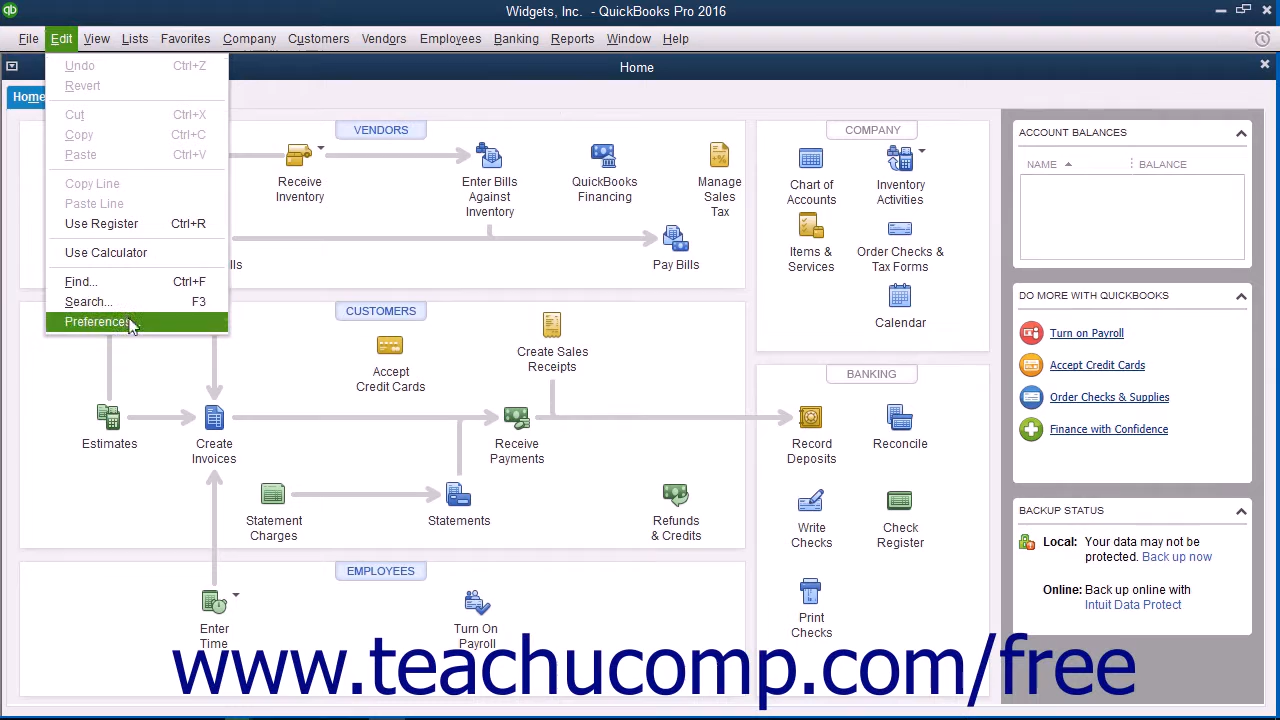 Widgets, Inc. - QuickBooks Pro 2016
File Edit View Lists Favorites Company Customers Vendors Employees Banking Reports Window Help
Home
Home
Undo Ctrl+Z
Revert
Cut Ctrl+X
Copy Ctrl+C
Paste Ctrl+V
Copy Line
Paste Line
Use Register Ctrl+R
Use Calculator
Find... Ctrl+F
Search... F3
Preferences
VENDORS
Receive
Inventory
Enter Bills
Against
Inventory
QuickBooks
Financing
Manage
Sales
Tax
lls
Pay Bills
CUSTOMERS
Accept
Credit Cards
Create Sales
Receipts
Estimates
Create
Invoices
Receive
Payments
Statement
Charges
Statements
Refunds
& Credits
EMPLOYEES
Enter
Time
Turn On
Payroll
COMPANY
Chart of
Accounts
Inventory
Activities
Items &
Services
Order Checks &
Tax Forms
Calendar
BANKING
Record
Deposits
Reconcile
Write
Checks
Check
Register
Print
Checks
ACCOUNT BALANCES
NAME BALANCE
DO MORE WITH QUICKBOOKS
Turn on Payroll
Accept Credit Cards
Order Checks & Supplies
Finance with Confidence
BACKUP STATUS
Local: Your data may not be
protected. Back up now
Online: Back up online with
Intuit Data Protect
www.teachucomp.com/free